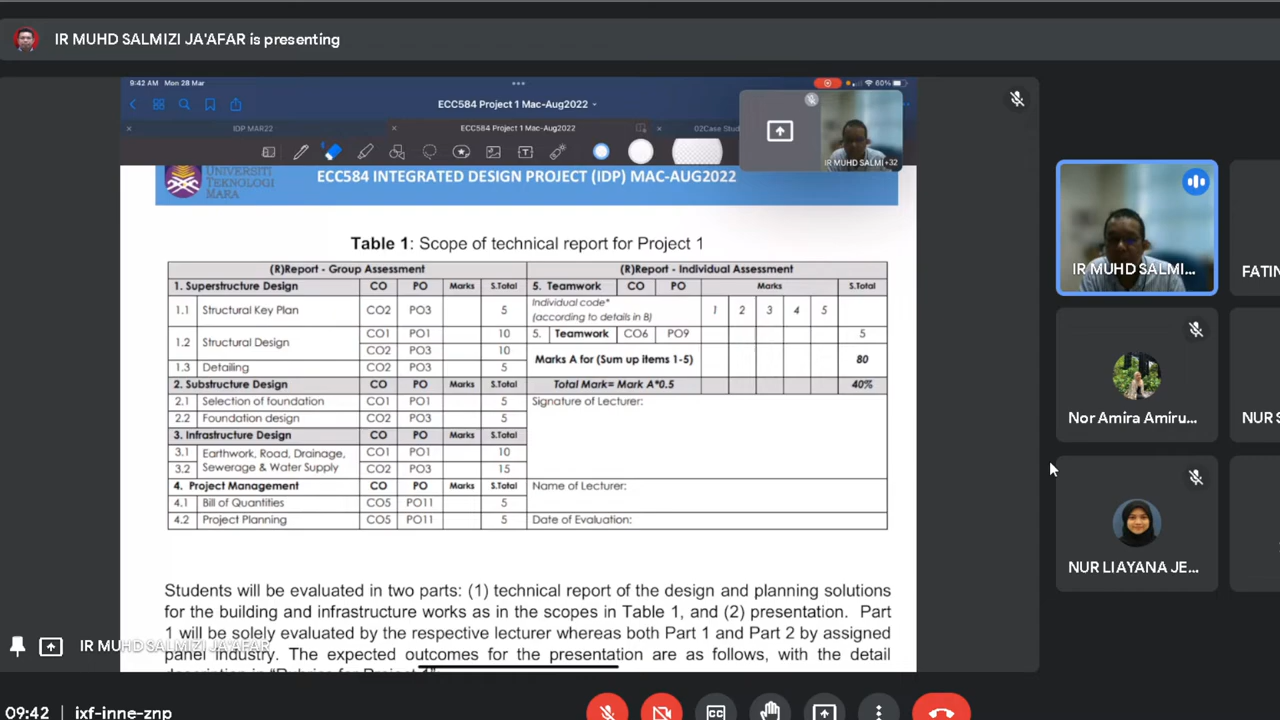 IR MUHD SALMIZI JA'AFAR is presenting
9:42 AM Mon 28 Mar
60%
ECC584 Project 1 Mac-Aug2022
IDP MAR22
ECC584 Project 1 Mac-Aug2022
02Case Stud
IR MUHD SALMI +32
UNIVERSITI
TEKNOLOGI
MARA
ECC584 INTEGRATED DESIGN PROJECT (IDP) MAC-AUG2022
Table 1: Scope of technical report for Project 1
(R)Report - Group Assessment (R)Report - Individual Assessment
1. Superstructure Design CO PO Marks S.Total 5. Teamwork CO PO Marks S.Total
1.1 Structural Key Plan CO2 PO3 5 Individual code* (according to details in B) 1 2 3 4 5
1.2 Structural Design CO1 PO1 10 5. Teamwork CO6 PO9 5
CO2 PO3 10 Marks A for (Sum up items 1-5) 80
1.3 Detailing CO2 PO3 5
2. Substructure Design CO PO Marks S.Total Total Mark= Mark A*0.5 40%
2.1 Selection of foundation CO1 PO1 5 Signature of Lecturer:
2.2 Foundation design CO2 PO3 5
3. Infrastructure Design CO PO Marks S.Total
3.1 Earthwork, Road, Drainage, CO1 PO1 10
3.2 Sewerage & Water Supply CO2 PO3 15
4. Project Management CO PO Marks S.Total Name of Lecturer:
4.1 Bill of Quantities CO5 PO11 5
4.2 Project Planning CO5 PO11 5 Date of Evaluation:
Students will be evaluated in two parts: (1) technical report of the design and planning solutions
for the building and infrastructure works as in the scopes in Table 1, and (2) presentation. Part
1 will be solely evaluated by the respective lecturer whereas both Part 1 and Part 2 by assigned
panel industry. The expected outcomes for the presentation are as follows, with the detail
description in "Rubrics for Project 1"
IR MUHD SALMIZI JA'AFAR
IR MUHD SALMI...
FATIN
Nor Amira Amiru...
NUR S
NUR LIAYANA JE...
09:42 | ixf-inne-znp